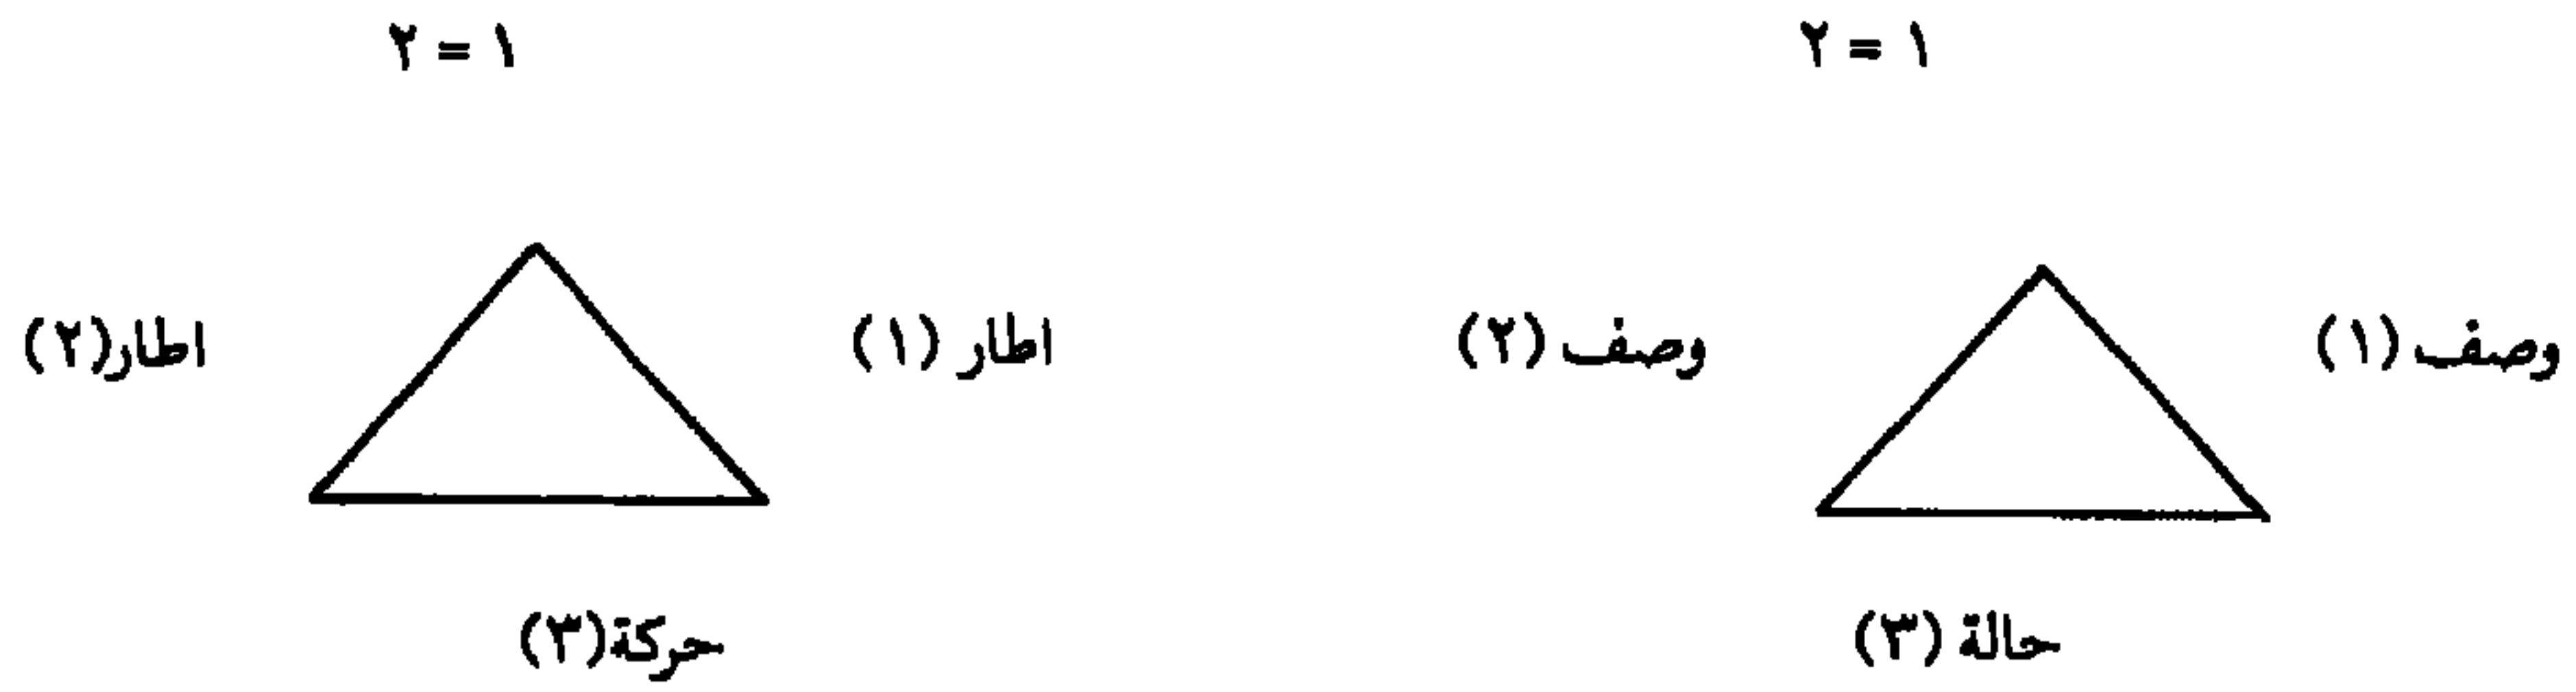 ١ = ٢
١ = ٢
وصف (١)
وصف (٢)
اطار (١)
اطار(٢)
حالة (٣)
حركة(٣)